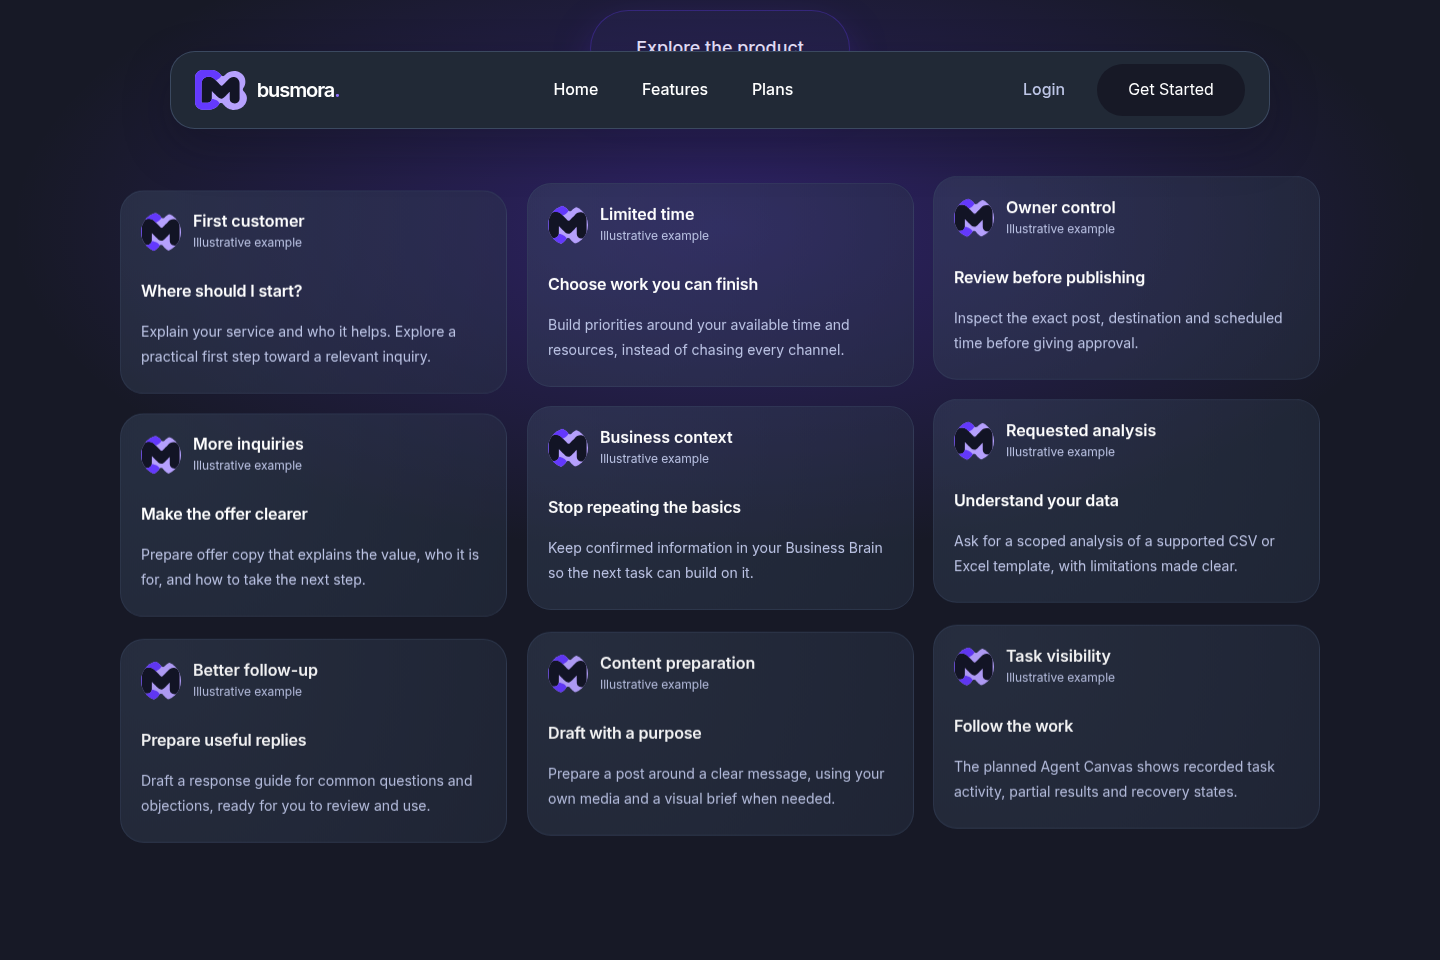 Explore the product
busmora.
Home
Features
Plans
Login
Get Started
First customer
Illustrative example
Where should I start?
Explain your service and who it helps. Explore a
practical first step toward a relevant inquiry.
Limited time
Illustrative example
Choose work you can finish
Build priorities around your available time and
resources, instead of chasing every channel.
Owner control
Illustrative example
Review before publishing
Inspect the exact post, destination and scheduled
time before giving approval.
More inquiries
Illustrative example
Make the offer clearer
Prepare offer copy that explains the value, who it is
for, and how to take the next step.
Business context
Illustrative example
Stop repeating the basics
Keep confirmed information in your Business Brain
so the next task can build on it.
Requested analysis
Illustrative example
Understand your data
Ask for a scoped analysis of a supported CSV or
Excel template, with limitations made clear.
Better follow-up
Illustrative example
Prepare useful replies
Draft a response guide for common questions and
objections, ready for you to review and use.
Content preparation
Illustrative example
Draft with a purpose
Prepare a post around a clear message, using your
own media and a visual brief when needed.
Task visibility
Illustrative example
Follow the work
The planned Agent Canvas shows recorded task
activity, partial results and recovery states.